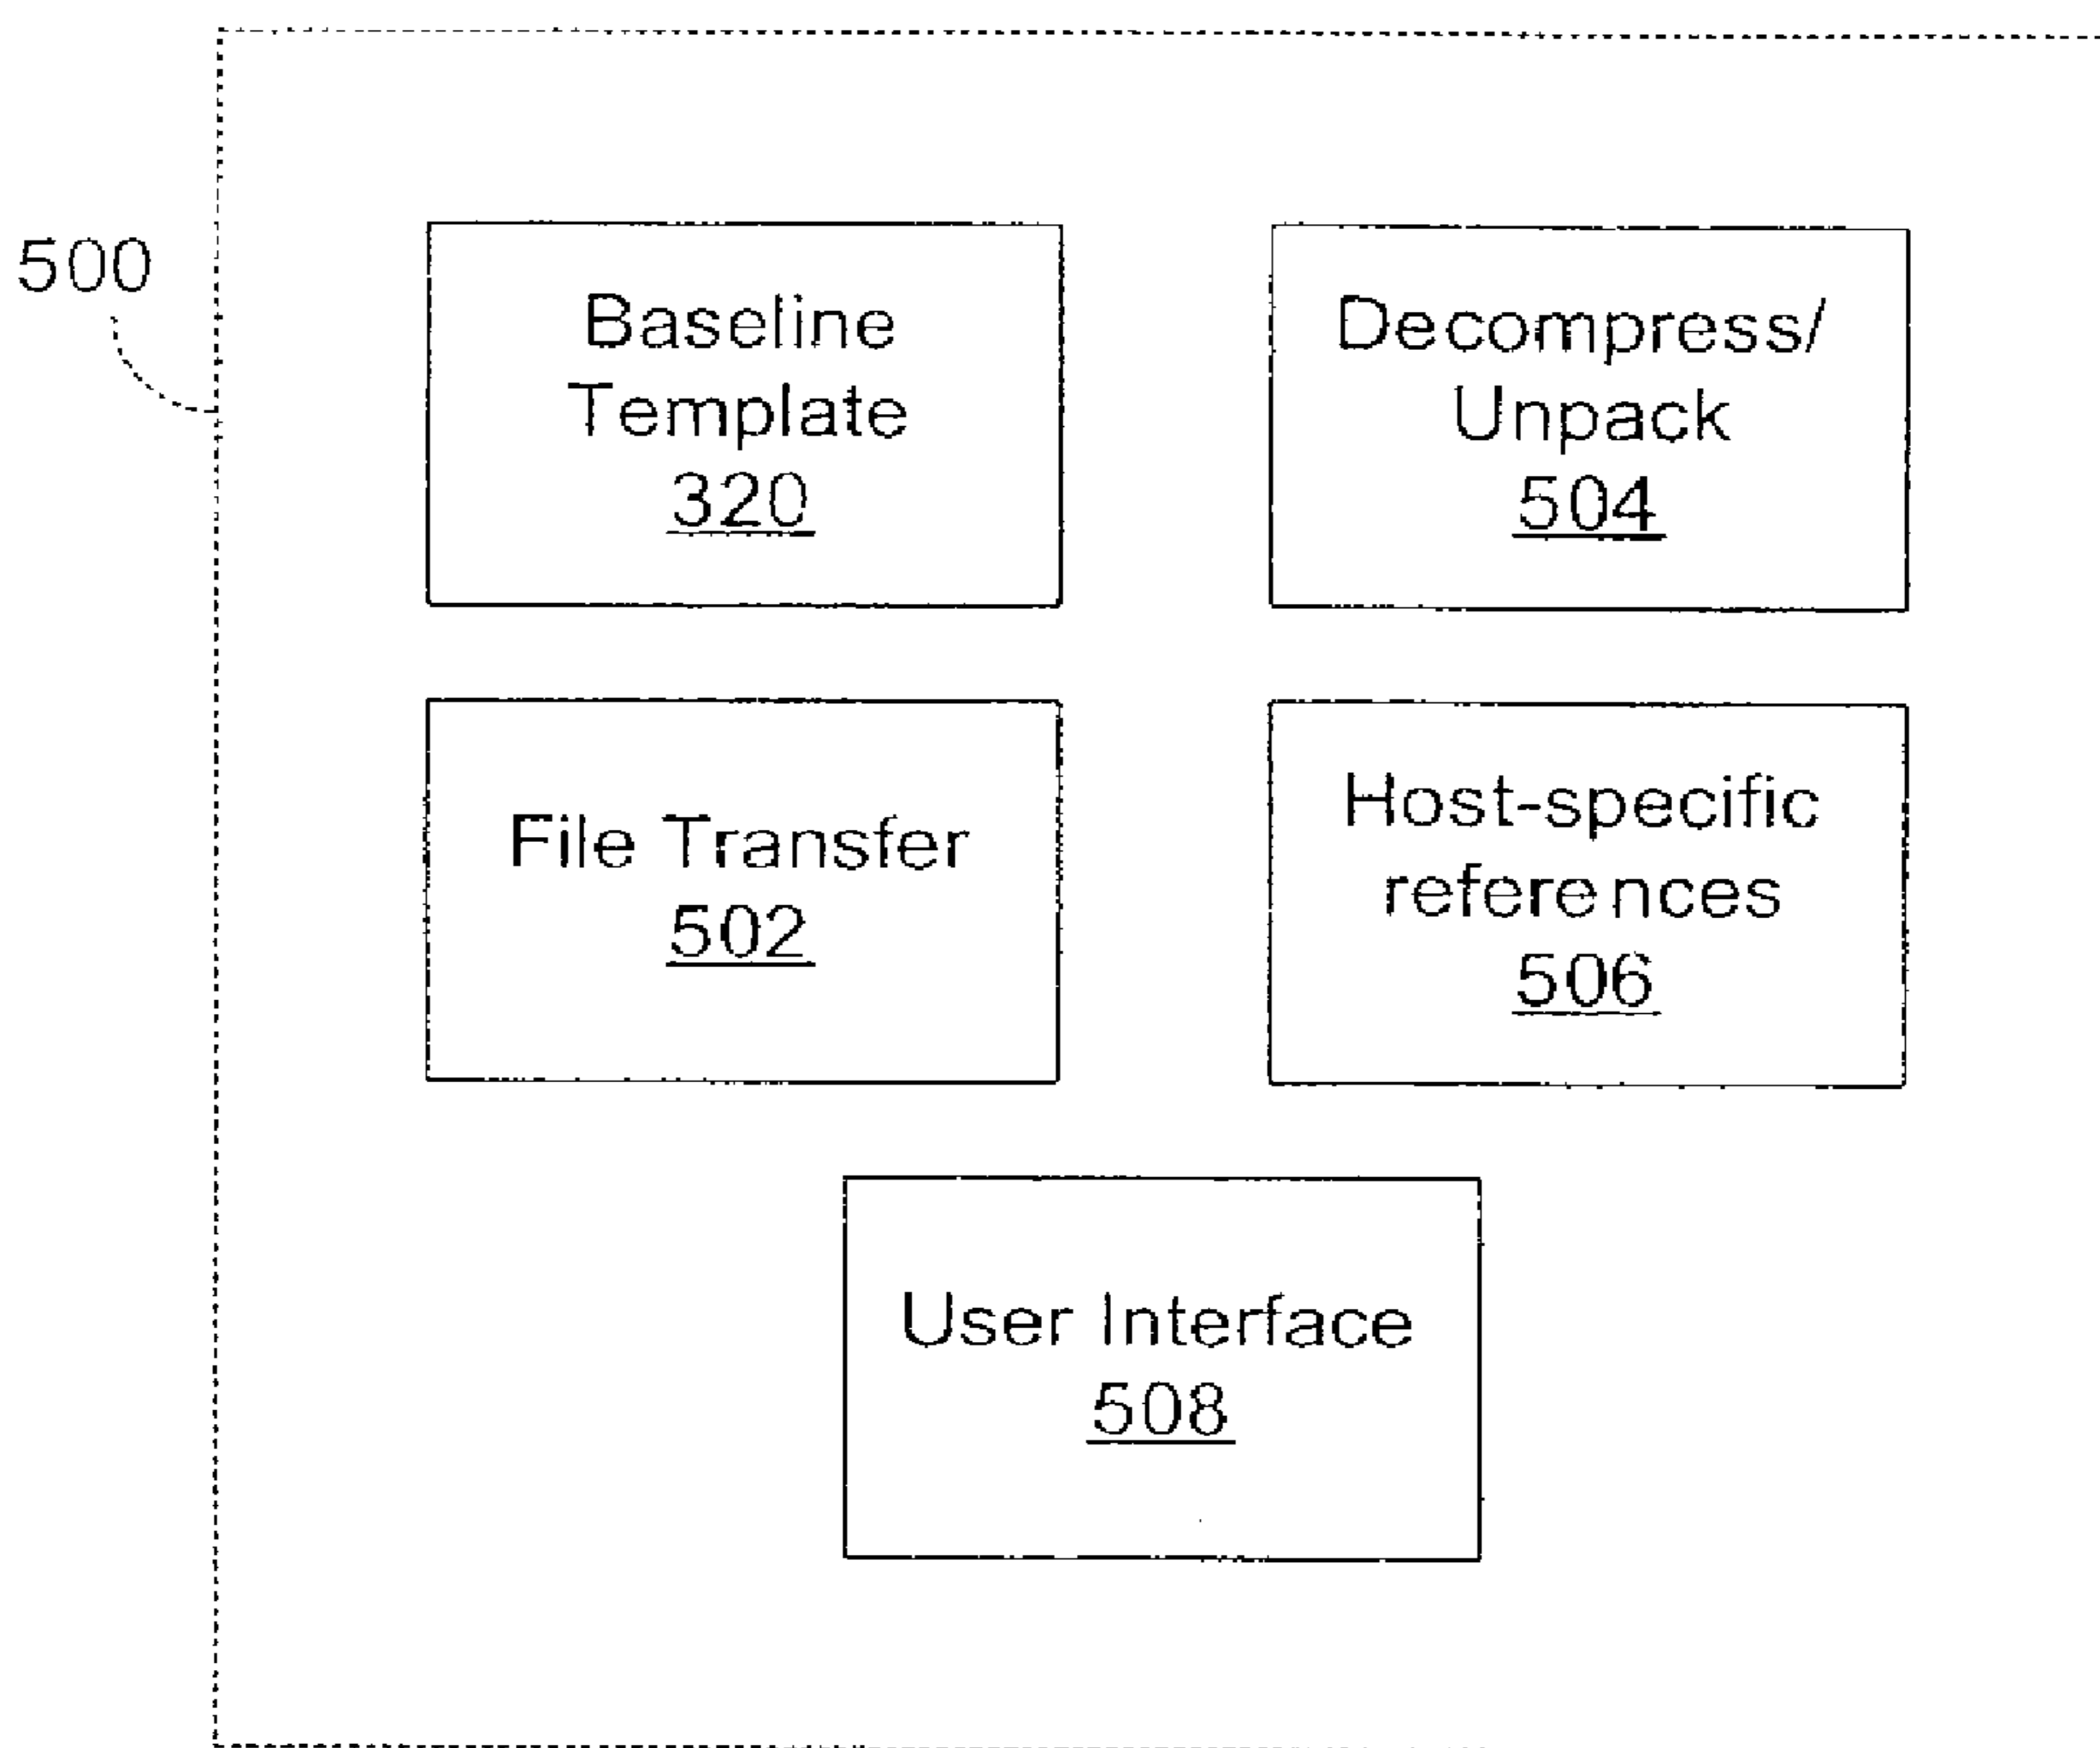 500
Baseline
Template
320
Decompress/
Unpack
504
File Transfer
502
Host-specific
references
506
User Interface
508